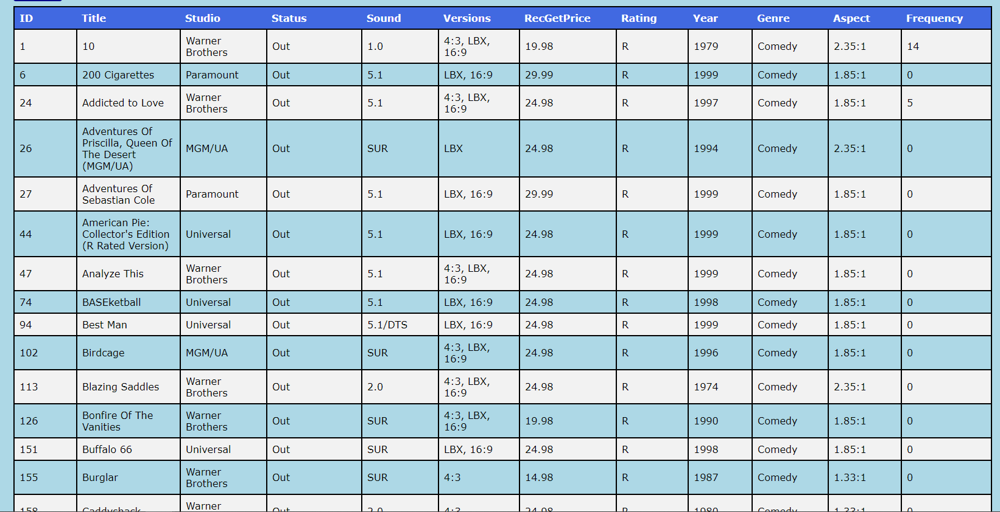 ID Title Studio Status Sound Versions RecGetPrice Rating Year Genre Aspect Frequency
1 10 Warner Brothers Out 1.0 4:3, LBX, 16:9 19.98 R 1979 Comedy 2.35:1 14
6 200 Cigarettes Paramount Out 5.1 LBX, 16:9 29.99 R 1999 Comedy 1.85:1 0
24 Addicted to Love Warner Brothers Out 5.1 4:3, LBX, 16:9 24.98 R 1997 Comedy 1.85:1 5
26 Adventures Of Priscilla, Queen Of The Desert (MGM/UA) MGM/UA Out SUR LBX 24.98 R 1994 Comedy 2.35:1 0
27 Adventures Of Sebastian Cole Paramount Out 5.1 LBX, 16:9 29.99 R 1999 Comedy 1.85:1 0
44 American Pie: Collector's Edition (R Rated Version) Universal Out 5.1 LBX, 16:9 24.98 R 1999 Comedy 1.85:1 0
47 Analyze This Warner Brothers Out 5.1 4:3, LBX, 16:9 24.98 R 1999 Comedy 1.85:1 0
74 BASEketball Universal Out 5.1 LBX, 16:9 24.98 R 1998 Comedy 1.85:1 0
94 Best Man Universal Out 5.1/DTS LBX, 16:9 24.98 R 1999 Comedy 1.85:1 0
102 Birdcage MGM/UA Out SUR 4:3, LBX, 16:9 24.98 R 1996 Comedy 1.85:1 0
113 Blazing Saddles Warner Brothers Out 2.0 4:3, LBX, 16:9 24.98 R 1974 Comedy 2.35:1 0
126 Bonfire Of The Vanities Warner Brothers Out SUR 4:3, LBX, 16:9 19.98 R 1990 Comedy 1.85:1 0
151 Buffalo 66 Universal Out SUR LBX, 16:9 24.98 R 1998 Comedy 1.85:1 0
155 Burglar Warner Brothers Out SUR 4:3 14.98 R 1987 Comedy 1.33:1 0
158 Caddyshack Warner Out 2.0 4:3 24.98 R 1980 Comedy 1.33:1 0